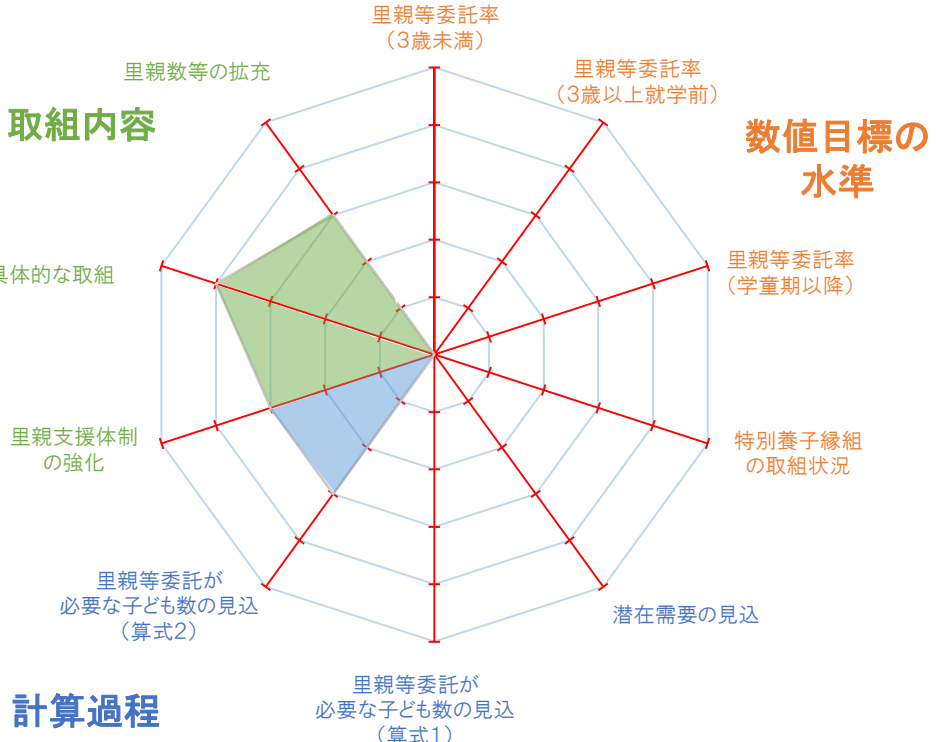 里親等委託率
（3歳未満）
里親等委託率
（3歳以上就学前）
数値目標の
水準
里親等委託率
（学童期以降）
特別養子縁組
の取組状況
潜在需要の見込
里親等委託が
必要な子ども数の見込
（算式1）
計算過程
里親等委託が
必要な子ども数の見込
（算式2）
里親支援体制
の強化
具体的な取組
取組内容
里親数等の拡充